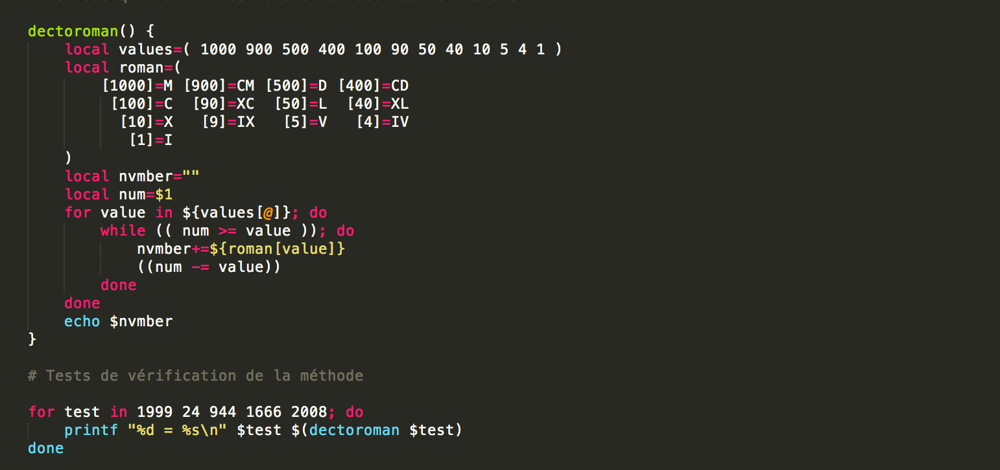 dectoroman() {
    local values=( 1000 900 500 400 100 90 50 40 10 5 4 1 )
    local roman=(
        [1000]=M [900]=CM [500]=D [400]=CD
         [100]=C  [90]=XC  [50]=L  [40]=XL
          [10]=X   [9]=IX   [5]=V   [4]=IV
           [1]=I
    )
    local nvmber=""
    local num=$1
    for value in ${values[@]}; do
        while (( num >= value )); do
            nvmber+=${roman[value]}
            ((num -= value))
        done
    done
    echo $nvmber
}
# Tests de vérification de la méthode
for test in 1999 24 944 1666 2008; do
    printf "%d = %s\n" $test $(dectoroman $test)
done